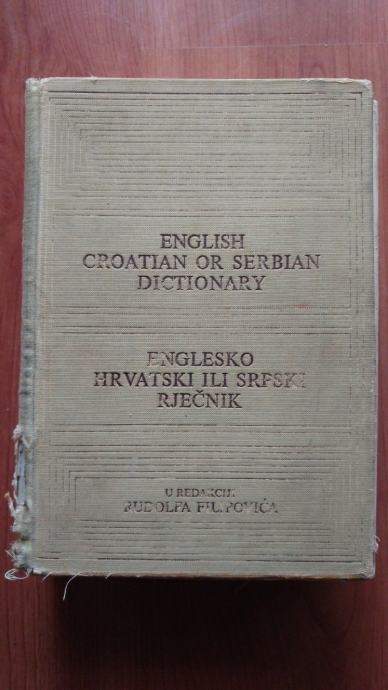 ENGLISH
CROATIAN OR SERBIAN
DICTIONARY
ENGLESKO
HRVATSKI ILI SRPSKI
RJEČNIK
U REDAKCIJI
RUDOLFA FILIPOVIĆA